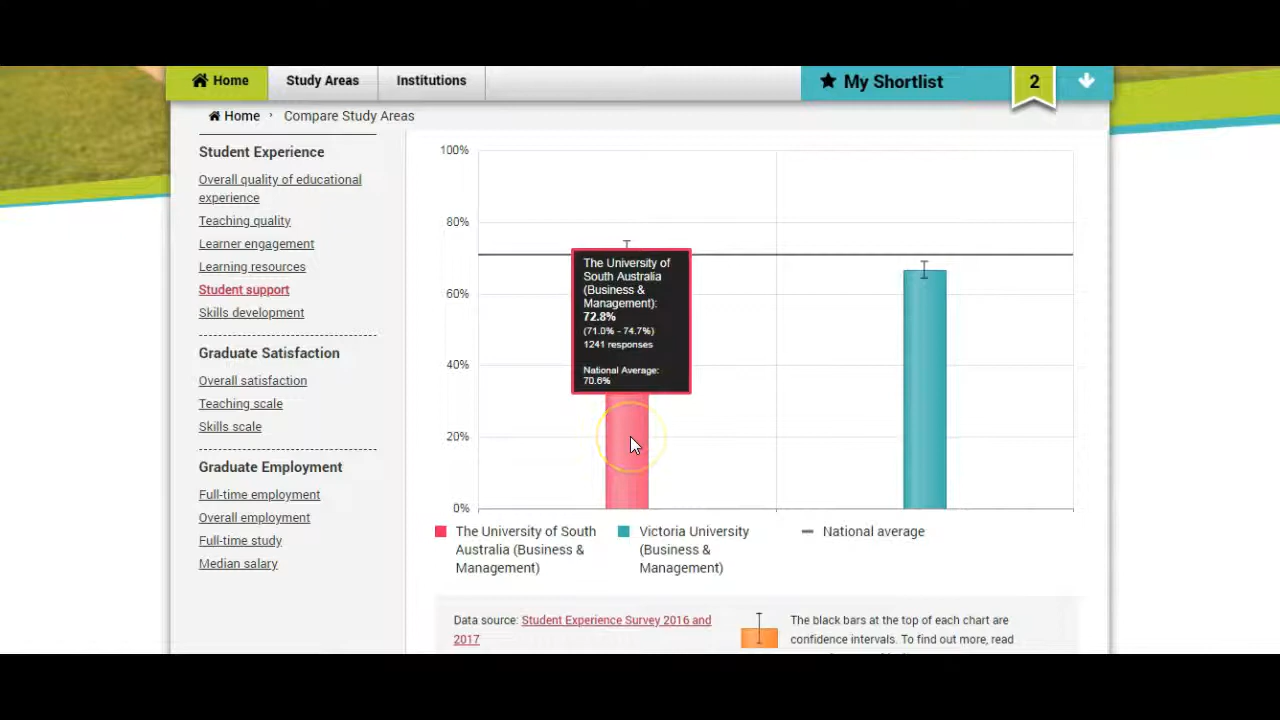 Home
Study Areas
Institutions
My Shortlist
2
Home › Compare Study Areas
Student Experience
Overall quality of educational
experience
Teaching quality
Learner engagement
Learning resources
Student support
Skills development
Graduate Satisfaction
Overall satisfaction
Teaching scale
Skills scale
Graduate Employment
Full-time employment
Overall employment
Full-time study
Median salary
100%
80%
60%
40%
20%
0%
The University of
South Australia
(Business &
Management):
72.8%
(71.0% - 74.7%)
1241 responses
National Average:
70.6%
The University of South
Australia (Business &
Management)
Victoria University
(Business &
Management)
National average
Data source: Student Experience Survey 2016 and
2017
The black bars at the top of each chart are
confidence intervals. To find out more, read